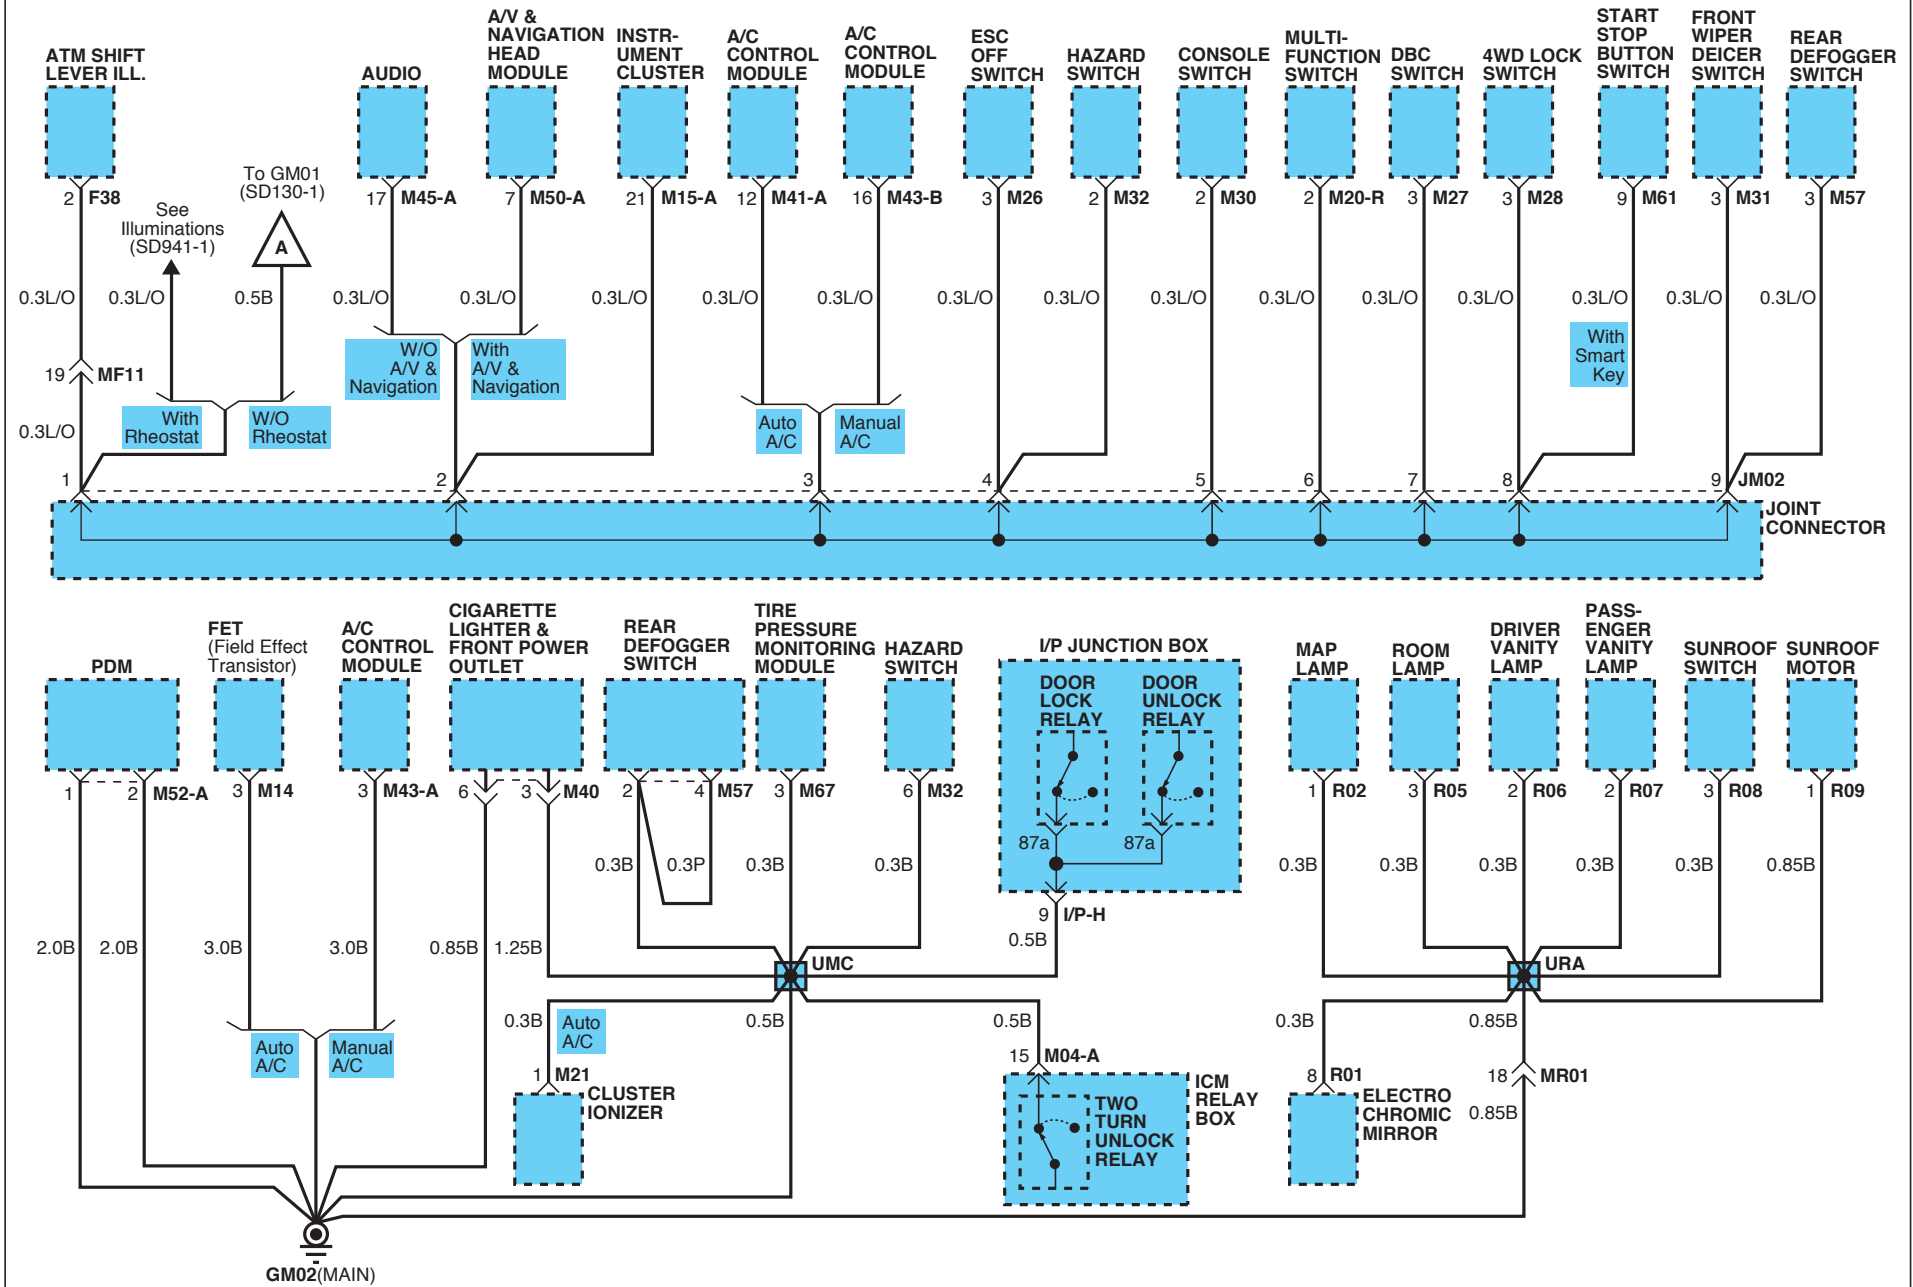 ATM SHIFT
LEVER ILL.
AUDIO
A/V &
NAVIGATION
HEAD
MODULE
INSTR-
UMENT
CLUSTER
A/C
CONTROL
MODULE
A/C
CONTROL
MODULE
ESC
OFF
SWITCH
HAZARD
SWITCH
CONSOLE
SWITCH
MULTI-
FUNCTION
SWITCH
DBC
SWITCH
4WD LOCK
SWITCH
START
STOP
BUTTON
SWITCH
FRONT
WIPER
DEICER
SWITCH
REAR
DEFOGGER
SWITCH
2 F38
See
Illuminations
(SD941-1)
To GM01
(SD130-1)
A
17 M45-A
7 M50-A
21 M15-A
12 M41-A
16 M43-B
3 M26
2 M32
2 M30
2 M20-R
3 M27
3 M28
9 M61
3 M31
3 M57
0.3L/O
0.3L/O
0.5B
0.3L/O
0.3L/O
0.3L/O
0.3L/O
0.3L/O
0.3L/O
0.3L/O
0.3L/O
0.3L/O
0.3L/O
0.3L/O
0.3L/O
0.3L/O
0.3L/O
19 MF11
With
Rheostat
W/O
Rheostat
W/O
A/V &
Navigation
With
A/V &
Navigation
Auto
A/C
Manual
A/C
With
Smart
Key
0.3L/O
1
2
3
4
5
6
7
8
9 JM02
JOINT
CONNECTOR
PDM
FET
(Field Effect
Transistor)
A/C
CONTROL
MODULE
CIGARETTE
LIGHTER &
FRONT POWER
OUTLET
REAR
DEFOGGER
SWITCH
TIRE
PRESSURE
MONITORING
MODULE
HAZARD
SWITCH
I/P JUNCTION BOX
DOOR
LOCK
RELAY
DOOR
UNLOCK
RELAY
MAP
LAMP
ROOM
LAMP
DRIVER
VANITY
LAMP
PASS-
ENGER
VANITY
LAMP
SUNROOF
SWITCH
SUNROOF
MOTOR
1
2 M52-A
3 M14
3 M43-A
6
3 M40
2
4 M57
3 M67
6 M32
87a
87a
1 R02
3 R05
2 R06
2 R07
3 R08
1 R09
0.3B
0.3P
0.3B
0.3B
0.3B
0.3B
0.3B
0.3B
0.3B
0.85B
9 I/P-H
0.5B
2.0B
2.0B
3.0B
3.0B
0.85B
1.25B
UMC
URA
0.3B
Auto
A/C
0.5B
0.5B
0.3B
0.85B
Auto
A/C
Manual
A/C
1 M21
CLUSTER
IONIZER
15 M04-A
ICM
RELAY
BOX
TWO
TURN
UNLOCK
RELAY
8 R01
ELECTRO
CHROMIC
MIRROR
18 MR01
0.85B
GM02(MAIN)